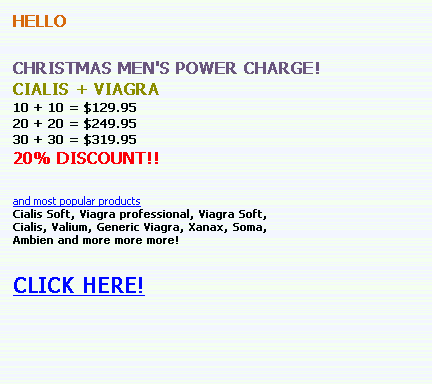 HELLO
CHRISTMAS MEN'S POWER CHARGE!
CIALIS + VIAGRA
10 + 10 = $129.95
20 + 20 = $249.95
30 + 30 = $319.95
20% DISCOUNT!!
and most popular products
Cialis Soft, Viagra professional, Viagra Soft,
Cialis, Valium, Generic Viagra, Xanax, Soma,
Ambien and more more more!
CLICK HERE!